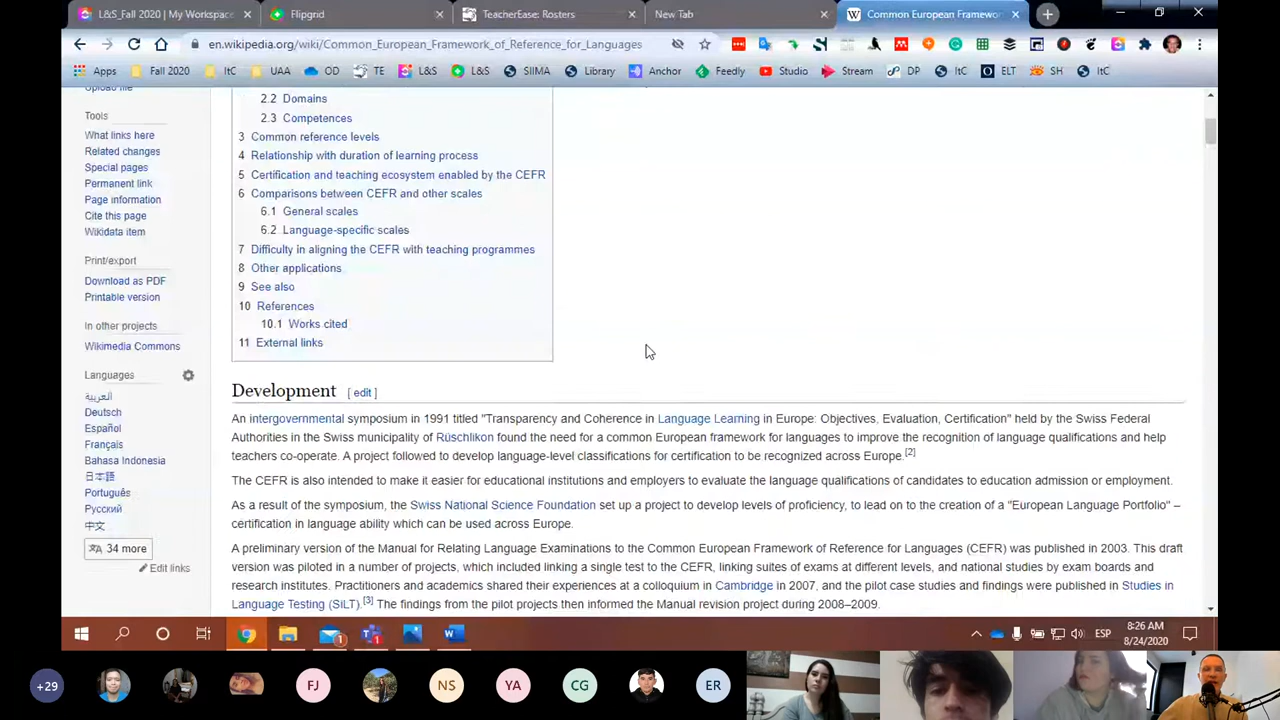 L&S_Fall 2020 | My Workspace
Flipgrid
TeacherEase: Rosters
New Tab
Common European Framewo
en.wikipedia.org/wiki/Common_European_Framework_of_Reference_for_Languages
Apps Fall 2020 ItC UAA OD TE L&S L&S SIIMA Library Anchor Feedly Studio Stream DP ItC ELT SH ItC
Upload file
Tools
What links here
Related changes
Special pages
Permanent link
Page information
Cite this page
Wikidata item
Print/export
Download as PDF
Printable version
In other projects
Wikimedia Commons
Languages
العربية
Deutsch
Español
Français
Bahasa Indonesia
日本語
Português
Русский
中文
34 more
Edit links
2.2 Domains
2.3 Competences
3 Common reference levels
4 Relationship with duration of learning process
5 Certification and teaching ecosystem enabled by the CEFR
6 Comparisons between CEFR and other scales
6.1 General scales
6.2 Language-specific scales
7 Difficulty in aligning the CEFR with teaching programmes
8 Other applications
9 See also
10 References
10.1 Works cited
11 External links
Development [ edit ]
An intergovernmental symposium in 1991 titled "Transparency and Coherence in Language Learning in Europe: Objectives, Evaluation, Certification" held by the Swiss Federal
Authorities in the Swiss municipality of Rüschlikon found the need for a common European framework for languages to improve the recognition of language qualifications and help
teachers co-operate. A project followed to develop language-level classifications for certification to be recognized across Europe.[2]
The CEFR is also intended to make it easier for educational institutions and employers to evaluate the language qualifications of candidates to education admission or employment.
As a result of the symposium, the Swiss National Science Foundation set up a project to develop levels of proficiency, to lead on to the creation of a "European Language Portfolio" –
certification in language ability which can be used across Europe.
A preliminary version of the Manual for Relating Language Examinations to the Common European Framework of Reference for Languages (CEFR) was published in 2003. This draft
version was piloted in a number of projects, which included linking a single test to the CEFR, linking suites of exams at different levels, and national studies by exam boards and
research institutes. Practitioners and academics shared their experiences at a colloquium in Cambridge in 2007, and the pilot case studies and findings were published in Studies in
Language Testing (SiLT).[3] The findings from the pilot projects then informed the Manual revision project during 2008–2009.
ESP
8:26 AM
8/24/2020
+29 FJ NS YA CG ER